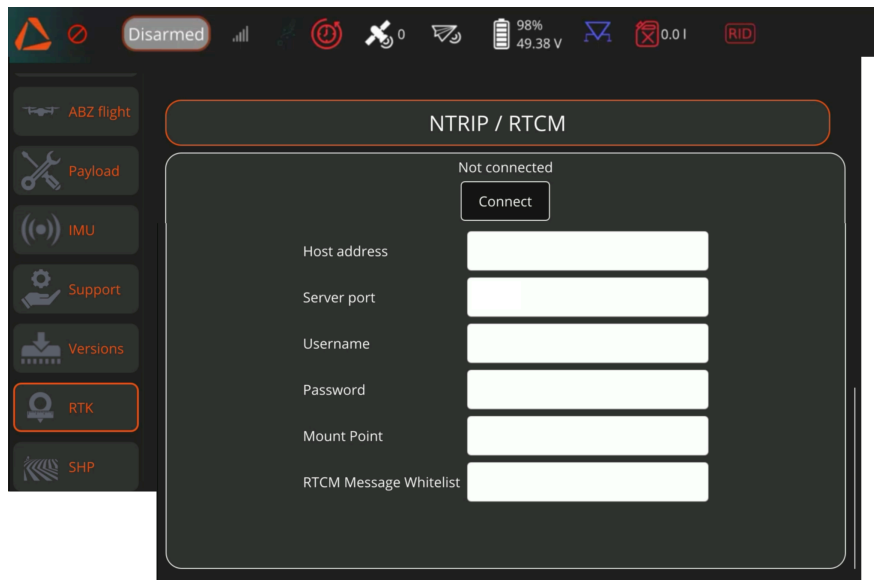 Disarmed
0
98%
49.38 V
0.0 l
RID
ABZ flight
Payload
IMU
Support
Versions
RTK
SHP
NTRIP / RTCM
Not connected
Connect
Host address
Server port
Username
Password
Mount Point
RTCM Message Whitelist